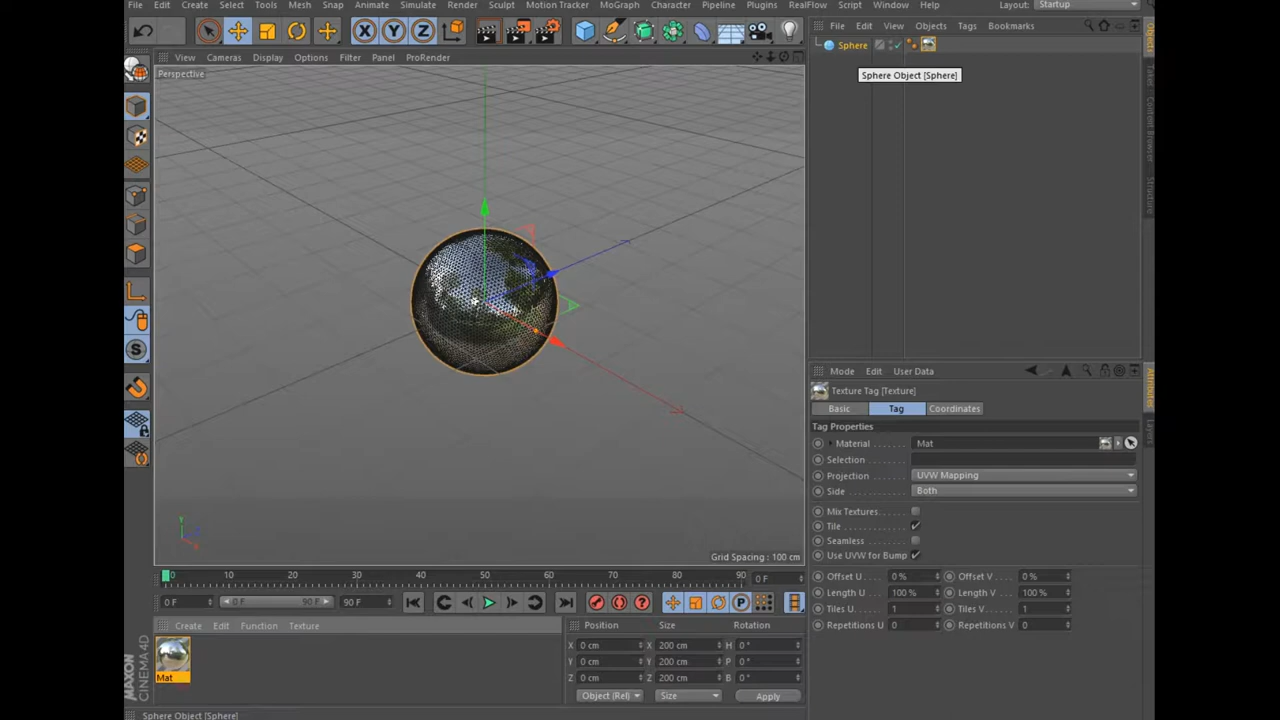 File Edit Create Select Tools Mesh Snap Animate Simulate Render Sculpt Motion Tracker MoGraph Character Pipeline Plugins RealFlow Script Window Help Layout: Startup
X Y Z
File Edit View Objects Tags Bookmarks
View Cameras Display Options Filter Panel ProRender
Sphere
Perspective
Sphere Object [Sphere]
Objects
Takes
Content Browser
Structure
Mode Edit User Data
Texture Tag [Texture]
Basic Tag Coordinates
Attributes
Layers
Tag Properties
Material Mat
Selection
Projection UVW Mapping
Side Both
Mix Textures
Tile
Seamless
Use UVW for Bump
Y
Z
X
Grid Spacing : 100 cm
0 10 20 30 40 50 60 70 80 90 0 F
0 F 0 F 90 F 90 F
P
Offset U 0 % Offset V 0 %
Length U 100 % Length V 100 %
Tiles U 1 Tiles V 1
Repetitions U 0 Repetitions V 0
Create Edit Function Texture
Position Size Rotation
X 0 cm X 200 cm H 0 °
Y 0 cm Y 200 cm P 0 °
Z 0 cm Z 200 cm B 0 °
Object (Rel) Size Apply
Mat
MAXON
CINEMA 4D
Sphere Object [Sphere]